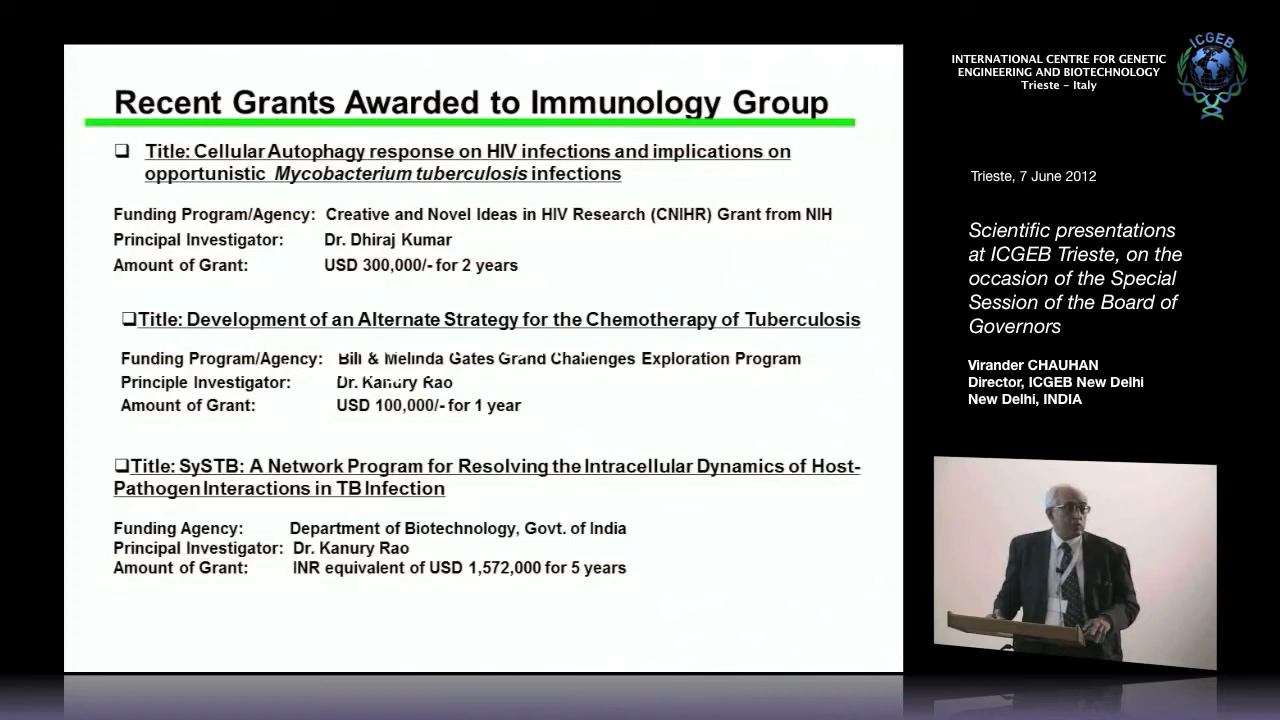 Recent Grants Awarded to Immunology Group
❑ Title: Cellular Autophagy response on HIV infections and implications on
opportunistic Mycobacterium tuberculosis infections
Funding Program/Agency: Creative and Novel Ideas in HIV Research (CNIHR) Grant from NIH
Principal Investigator: Dr. Dhiraj Kumar
Amount of Grant: USD 300,000/- for 2 years
❑Title: Development of an Alternate Strategy for the Chemotherapy of Tuberculosis
Funding Program/Agency: Bill & Melinda Gates Grand Challenges Exploration Program
Principle Investigator: Dr. Kanury Rao
Amount of Grant: USD 100,000/- for 1 year
❑Title: SySTB: A Network Program for Resolving the Intracellular Dynamics of Host-
Pathogen Interactions in TB Infection
Funding Agency: Department of Biotechnology, Govt. of India
Principal Investigator: Dr. Kanury Rao
Amount of Grant: INR equivalent of USD 1,572,000 for 5 years
INTERNATIONAL CENTRE FOR GENETIC
ENGINEERING AND BIOTECHNOLOGY
Trieste - Italy
ICGEB
Trieste, 7 June 2012
Scientific presentations
at ICGEB Trieste, on the
occasion of the Special
Session of the Board of
Governors
Virander CHAUHAN
Director, ICGEB New Delhi
New Delhi, INDIA